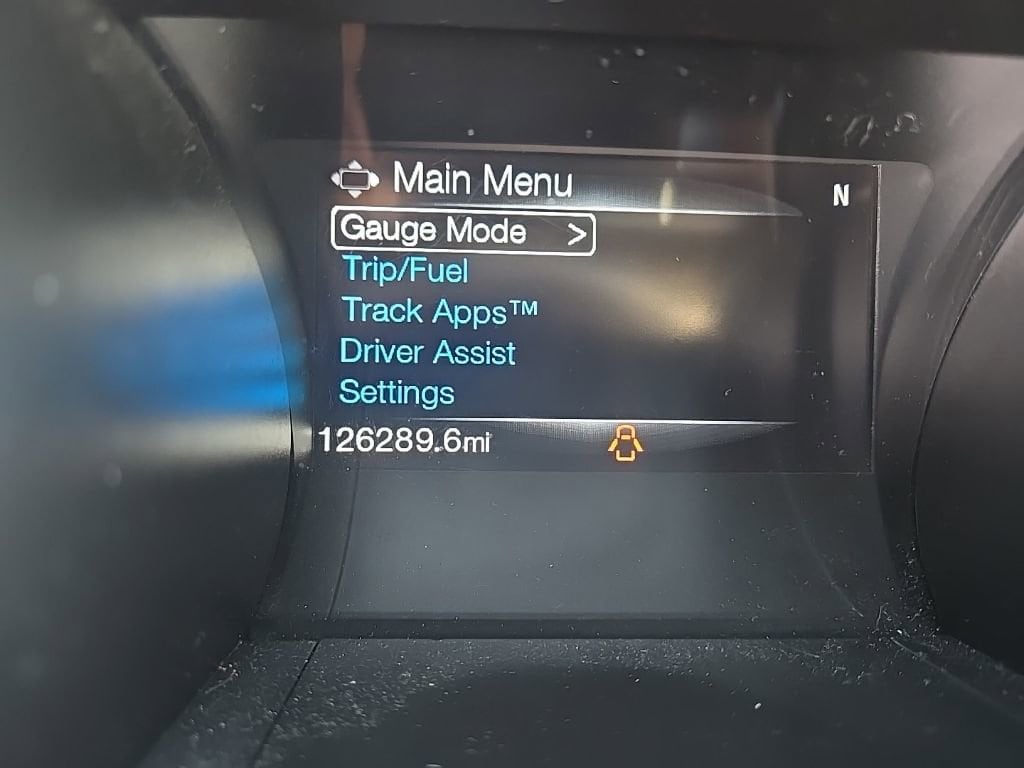 Main Menu
N
Gauge Mode >
Trip/Fuel
Track Apps™
Driver Assist
Settings
126289.6mi